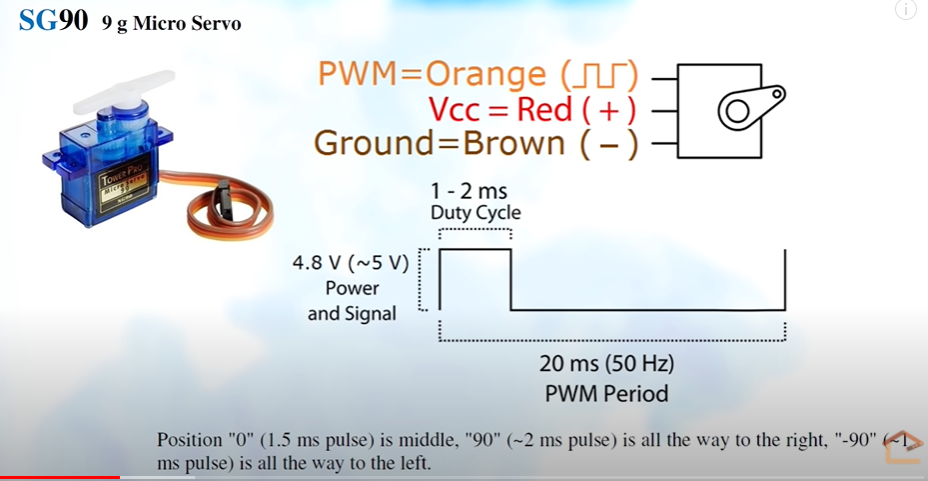 SG90 9 g Micro Servo
PWM=Orange (⎍⎍)
Vcc = Red ( + )
Ground=Brown ( − )
TOWER PRO
Micro Servo
90
SG90
1 - 2 ms
Duty Cycle
4.8 V (~5 V)
Power
and Signal
20 ms (50 Hz)
PWM Period
Position "0" (1.5 ms pulse) is middle, "90" (~2 ms pulse) is all the way to the right, "-90" (~1
ms pulse) is all the way to the left.